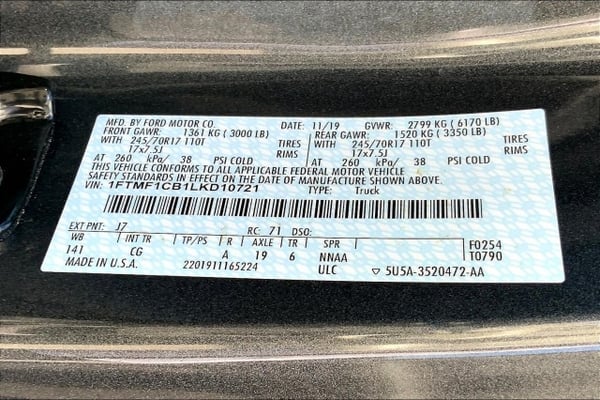 MFD. BY FORD MOTOR CO. DATE: 11/19 GVWR: 2799 KG ( 6170 LB)
FRONT GAWR: 1361 KG ( 3000 LB) REAR GAWR: 1520 KG ( 3350 LB)
WITH 245/70R17 110T TIRES WITH 245/70R17 110T TIRES
17x7.5J RIMS 17x7.5J RIMS
AT 260 kPa/ 38 PSI COLD AT 260 kPa/ 38 PSI COLD
THIS VEHICLE CONFORMS TO ALL APPLICABLE FEDERAL MOTOR VEHICLE
SAFETY STANDARDS IN EFFECT ON THE DATE OF MANUFACTURE SHOWN ABOVE.
VIN: 1FTMF1CB1LKD10721 TYPE: Truck
EXT PNT: J7 RC: 71 DSO:
WB INT TR TP/PS R AXLE TR SPR F0254
141 CG A 19 6 NNAA T0790
MADE IN U.S.A. 2201911165224 ULC ▽ 5U5A-3520472-AA